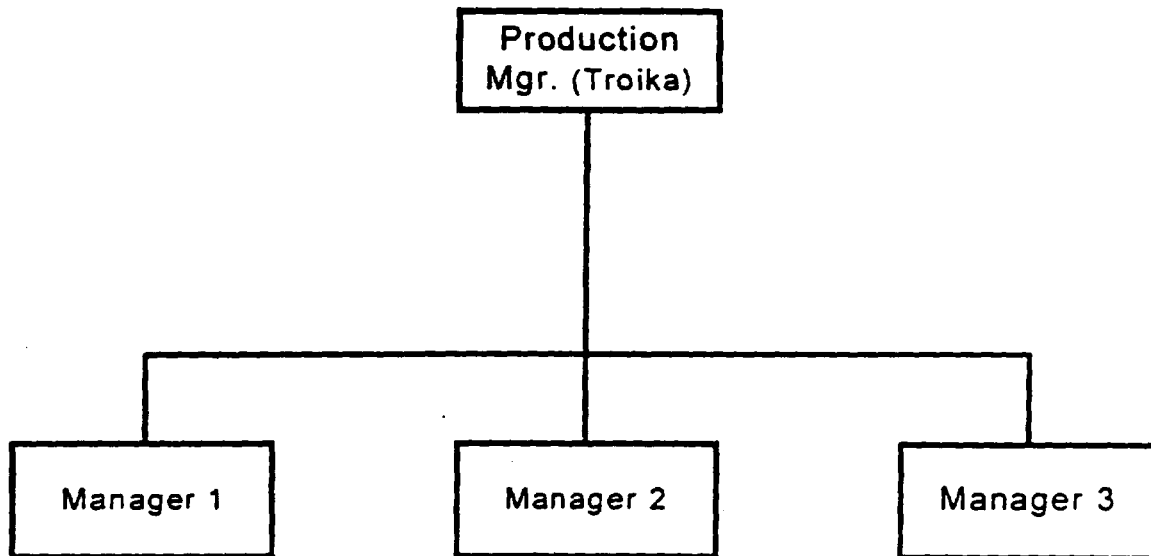 Production
Mgr. (Troika)
Manager 1
Manager 2
Manager 3